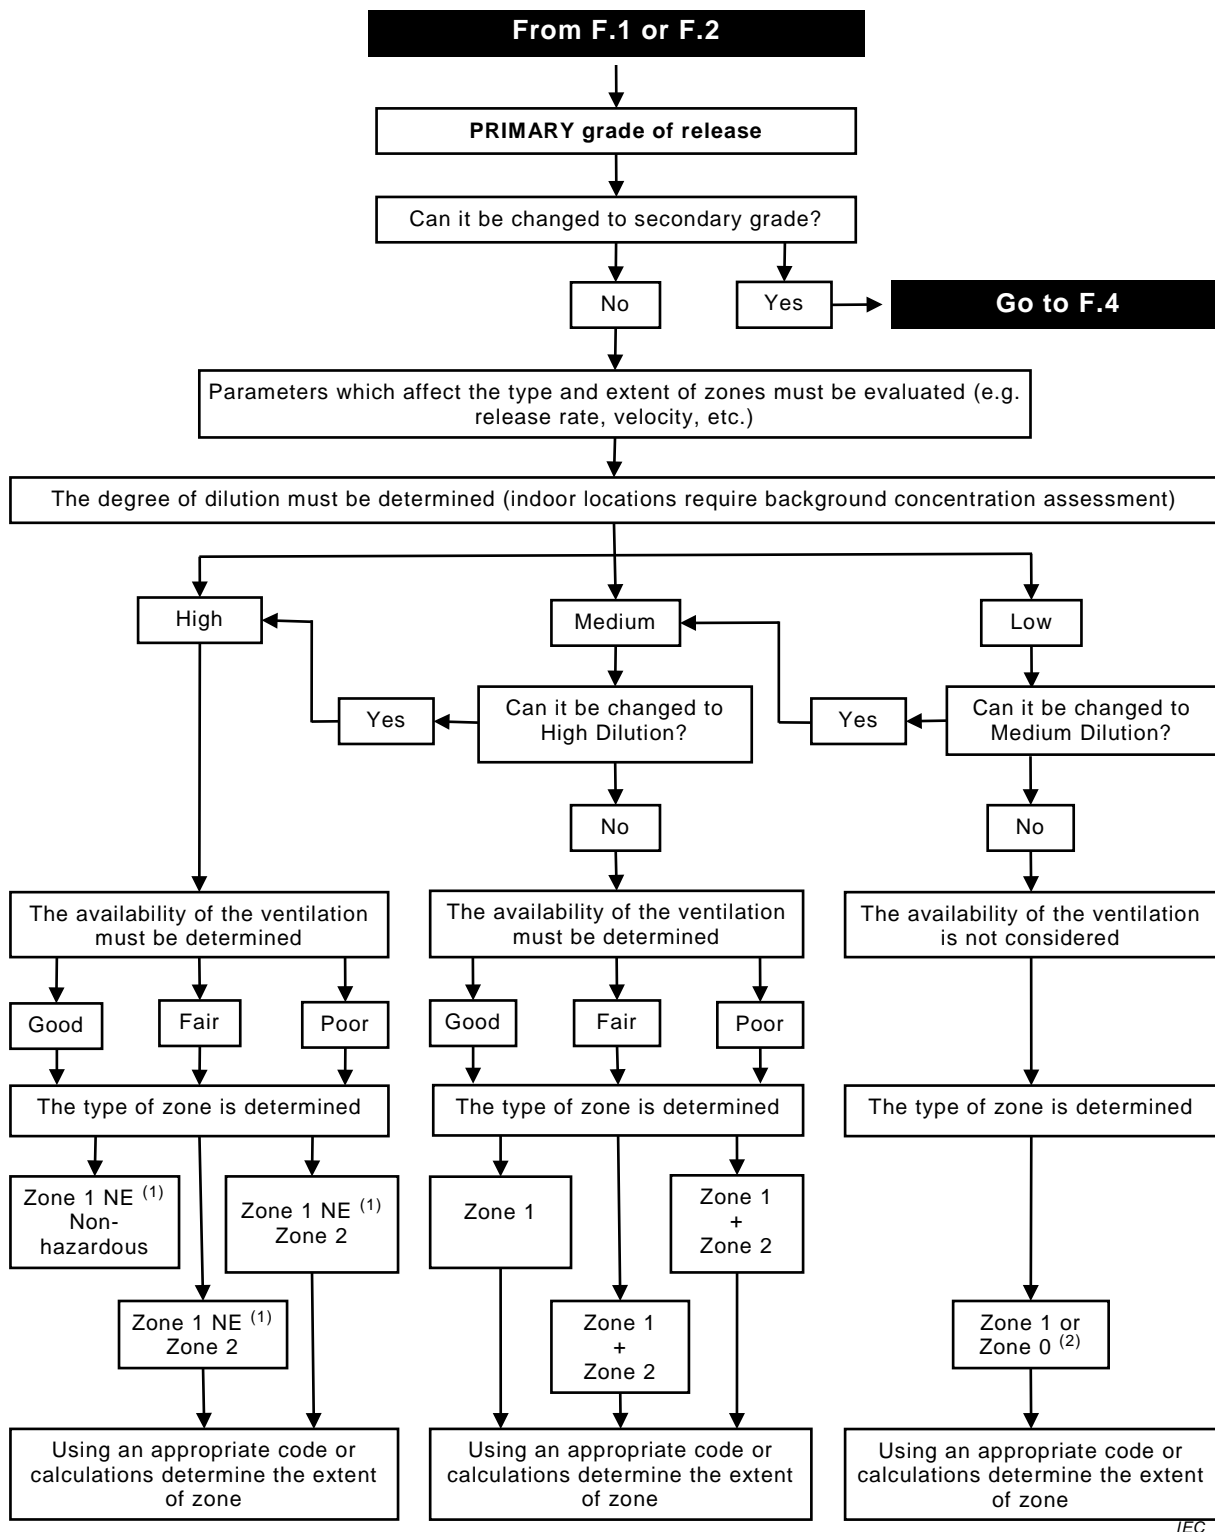 From F.1 or F.2
PRIMARY grade of release
Can it be changed to secondary grade?
No
Yes
Go to F.4
Parameters which affect the type and extent of zones must be evaluated (e.g.
release rate, velocity, etc.)
The degree of dilution must be determined (indoor locations require background concentration assessment)
High
Medium
Low
Yes
Can it be changed to
High Dilution?
Yes
Can it be changed to
Medium Dilution?
No
No
The availability of the ventilation
must be determined
The availability of the ventilation
must be determined
The availability of the ventilation
is not considered
Good
Fair
Poor
Good
Fair
Poor
The type of zone is determined
The type of zone is determined
The type of zone is determined
Zone 1 NE (1)
Non-
hazardous
Zone 1 NE (1)
Zone 2
Zone 1
Zone 1
+
Zone 2
Zone 1 NE (1)
Zone 2
Zone 1
+
Zone 2
Zone 1 or
Zone 0 (2)
Using an appropriate code or
calculations determine the extent
of zone
Using an appropriate code or
calculations determine the extent
of zone
Using an appropriate code or
calculations determine the extent
of zone
IEC